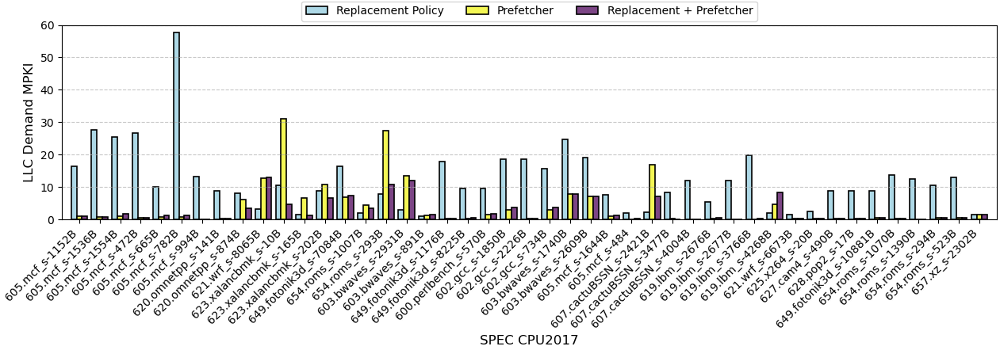 Replacement Policy Prefetcher Replacement + Prefetcher
LLC Demand MPKI
60
50
40
30
20
10
0
605.mcf_s-1152B
605.mcf_s-1536B
605.mcf_s-1554B
605.mcf_s-472B
605.mcf_s-665B
605.mcf_s-782B
605.mcf_s-994B
620.omnetpp_s-141B
620.omnetpp_s-874B
621.wrf_s-8065B
623.xalancbmk_s-10B
623.xalancbmk_s-165B
623.xalancbmk_s-202B
649.fotonik3d_s-7084B
654.roms_s-1007B
654.roms_s-293B
603.bwaves_s-2931B
603.bwaves_s-891B
649.fotonik3d_s-1176B
649.fotonik3d_s-8225B
600.perlbench_s-570B
602.gcc_s-1850B
602.gcc_s-2226B
602.gcc_s-734B
603.bwaves_s-1740B
603.bwaves_s-2609B
605.mcf_s-1644B
605.mcf_s-484
607.cactuBSSN_s-2421B
607.cactuBSSN_s-3477B
607.cactuBSSN_s-4004B
619.lbm_s-2676B
619.lbm_s-2677B
619.lbm_s-3766B
619.lbm_s-4268B
621.wrf_s-6673B
625.x264_s-20B
627.cam4_s-490B
628.pop2_s-17B
649.fotonik3d_s-10881B
654.roms_s-1070B
654.roms_s-1390B
654.roms_s-294B
654.roms_s-523B
657.xz_s-2302B
SPEC CPU2017